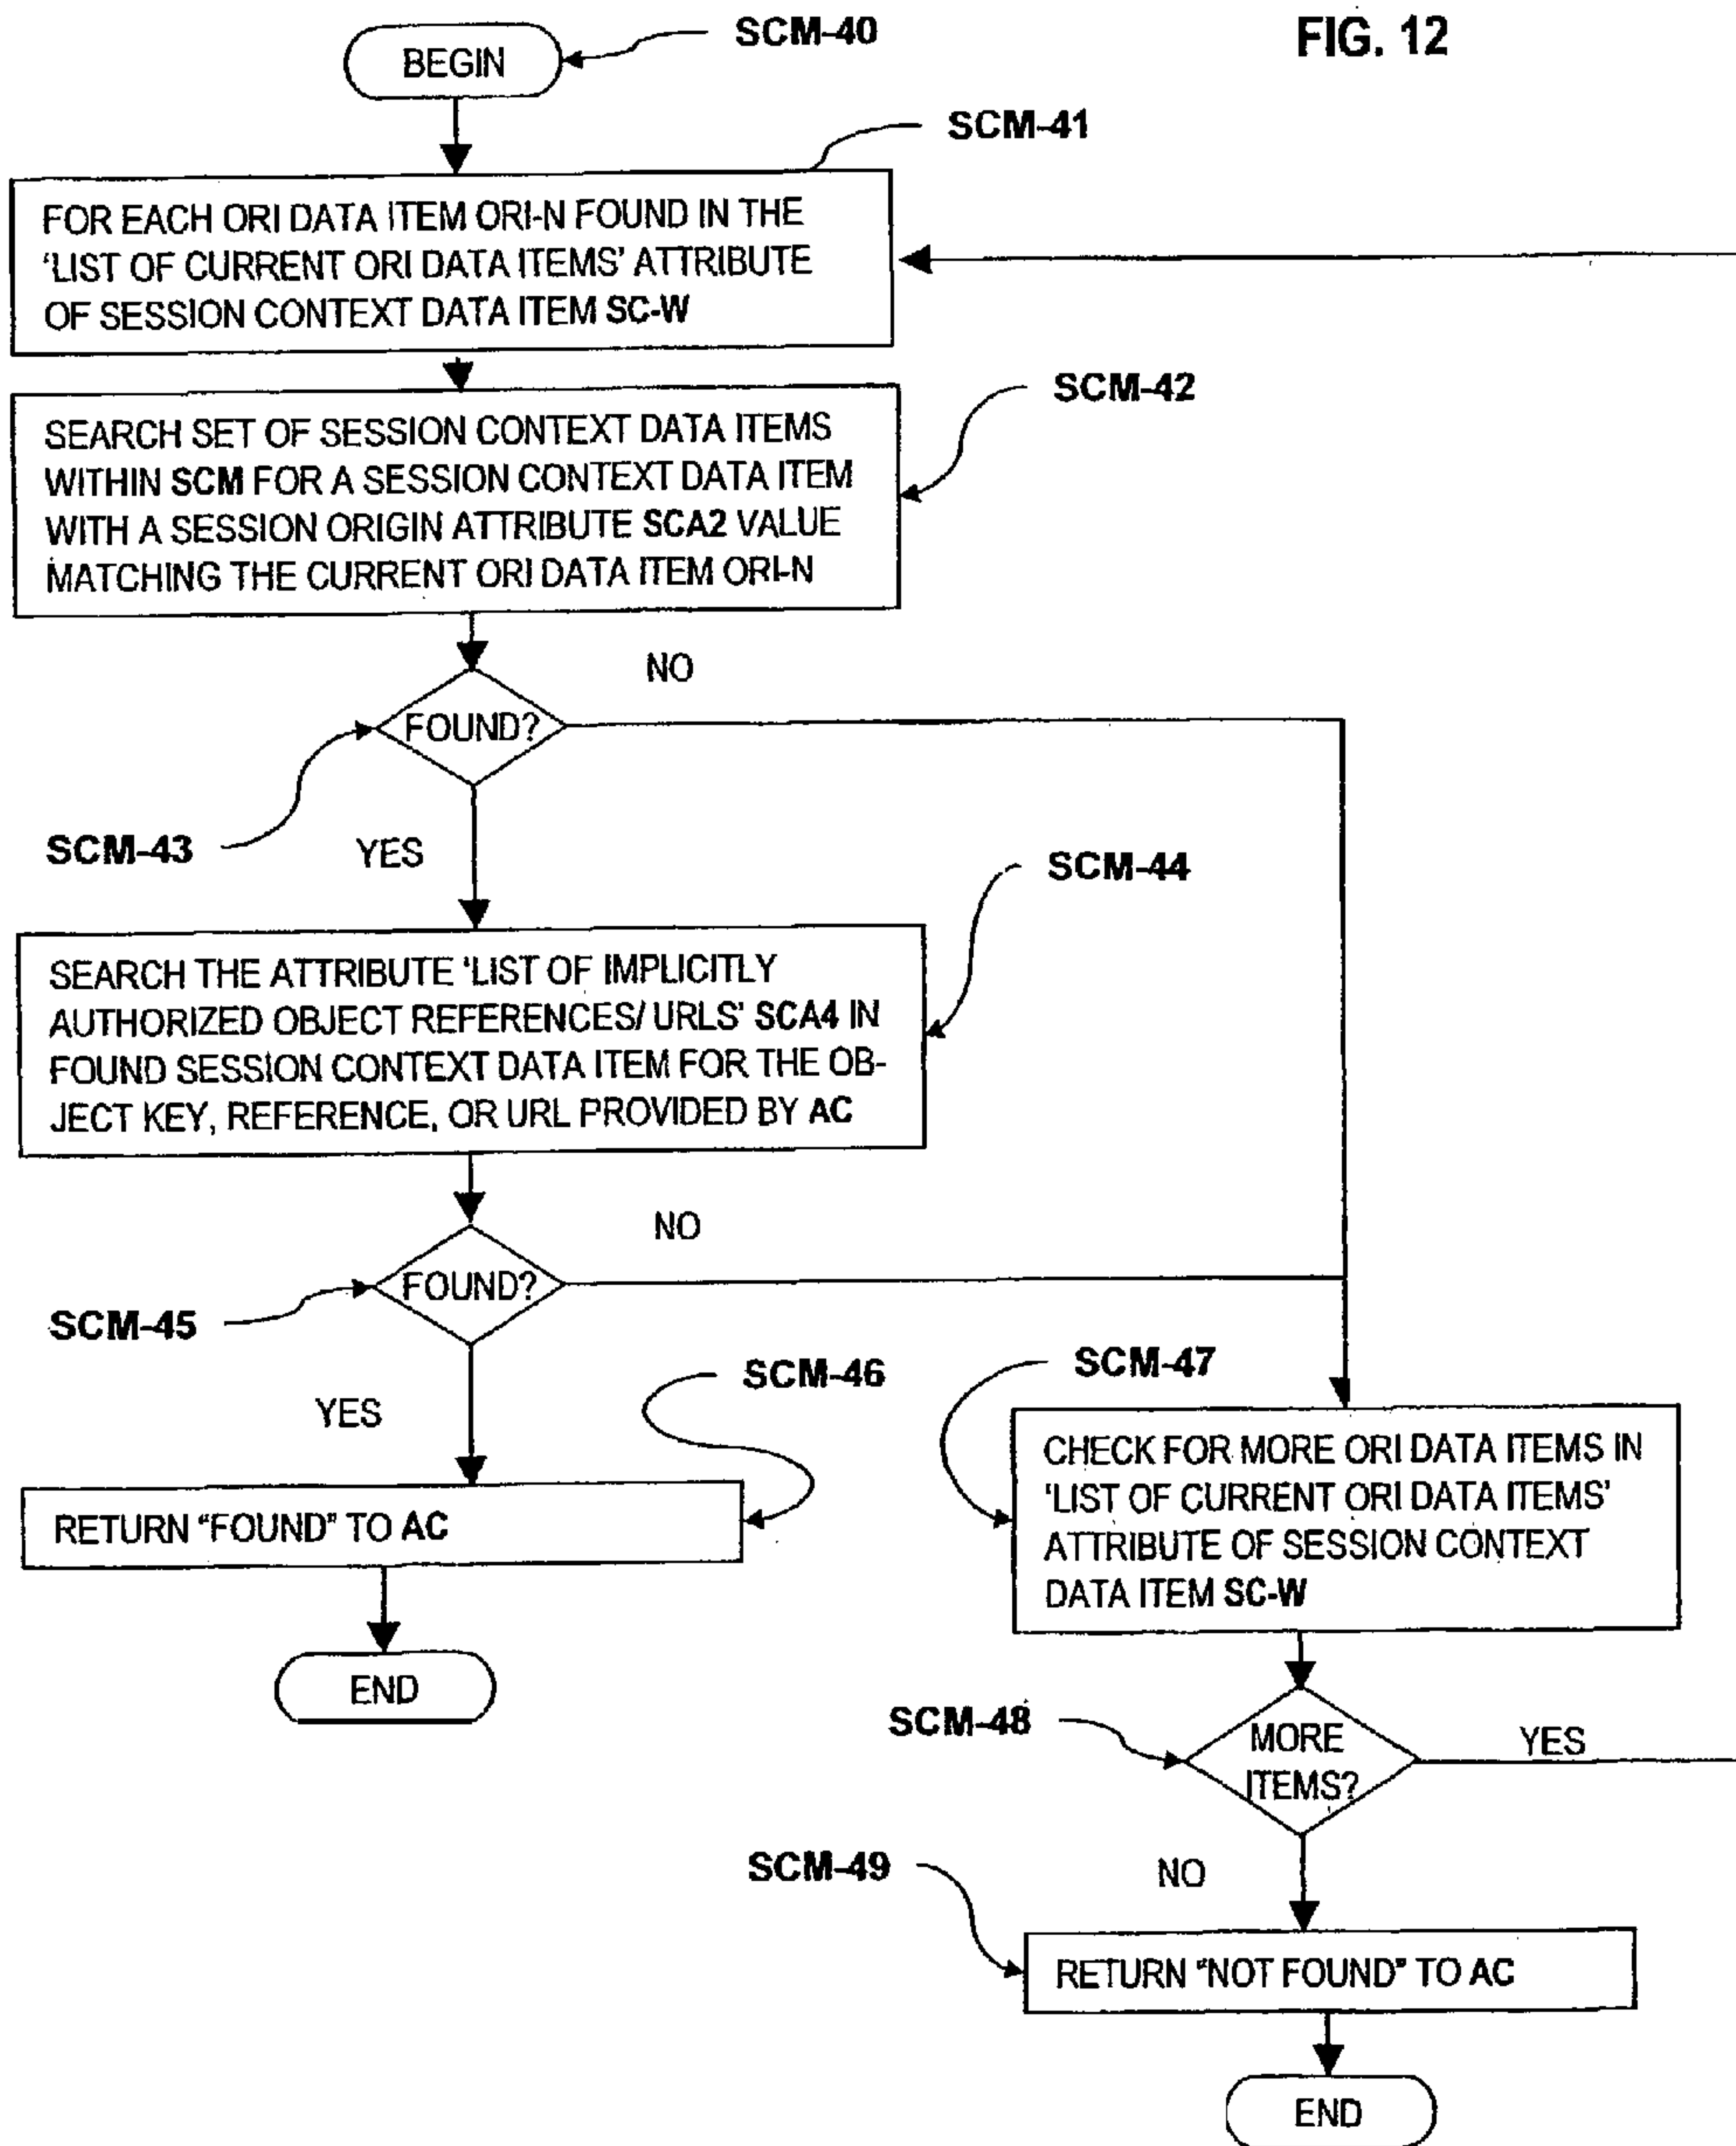 FIG. 12
SCM-40
BEGIN
SCM-41
FOR EACH ORI DATA ITEM ORI-N FOUND IN THE
'LIST OF CURRENT ORI DATA ITEMS' ATTRIBUTE
OF SESSION CONTEXT DATA ITEM SC-W
SCM-42
SEARCH SET OF SESSION CONTEXT DATA ITEMS
WITHIN SCM FOR A SESSION CONTEXT DATA ITEM
WITH A SESSION ORIGIN ATTRIBUTE SCA2 VALUE
MATCHING THE CURRENT ORI DATA ITEM ORI-N
NO
FOUND?
SCM-43
YES
SCM-44
SEARCH THE ATTRIBUTE 'LIST OF IMPLICITLY
AUTHORIZED OBJECT REFERENCES/ URLS' SCA4 IN
FOUND SESSION CONTEXT DATA ITEM FOR THE OB-
JECT KEY, REFERENCE, OR URL PROVIDED BY AC
NO
FOUND?
SCM-45
YES
SCM-46
RETURN "FOUND" TO AC
END
SCM-47
CHECK FOR MORE ORI DATA ITEMS IN
'LIST OF CURRENT ORI DATA ITEMS'
ATTRIBUTE OF SESSION CONTEXT
DATA ITEM SC-W
SCM-48
MORE
ITEMS?
YES
NO
SCM-49
RETURN "NOT FOUND" TO AC
END